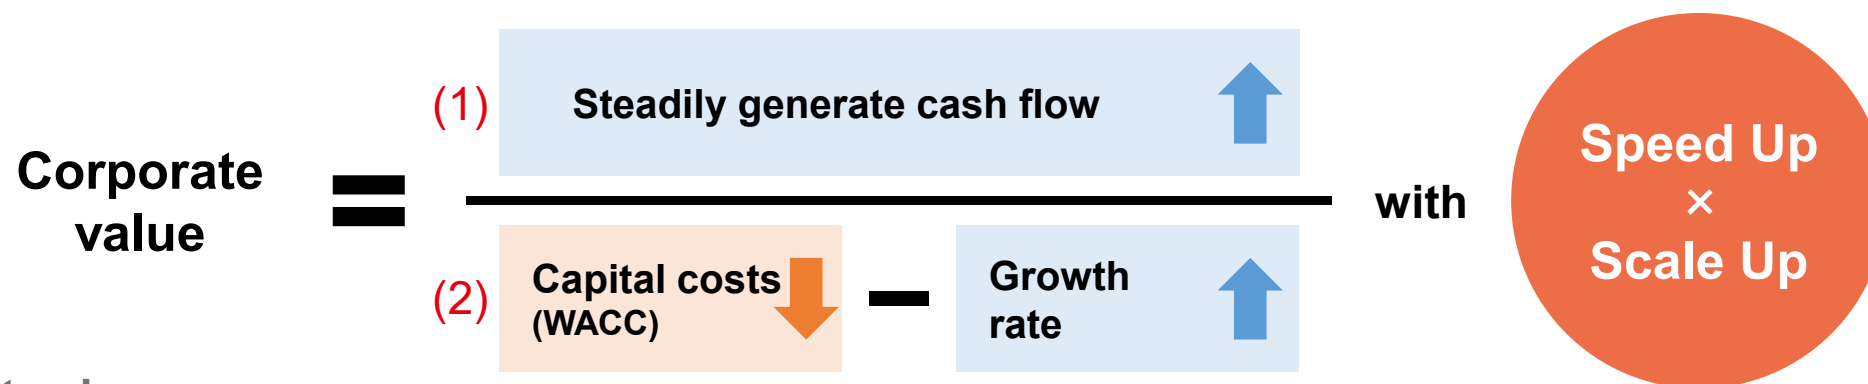 (1) Steadily generate cash flow
Corporate
value
=
with
Speed Up
×
Scale Up
(2) Capital costs
(WACC)
−
Growth
rate